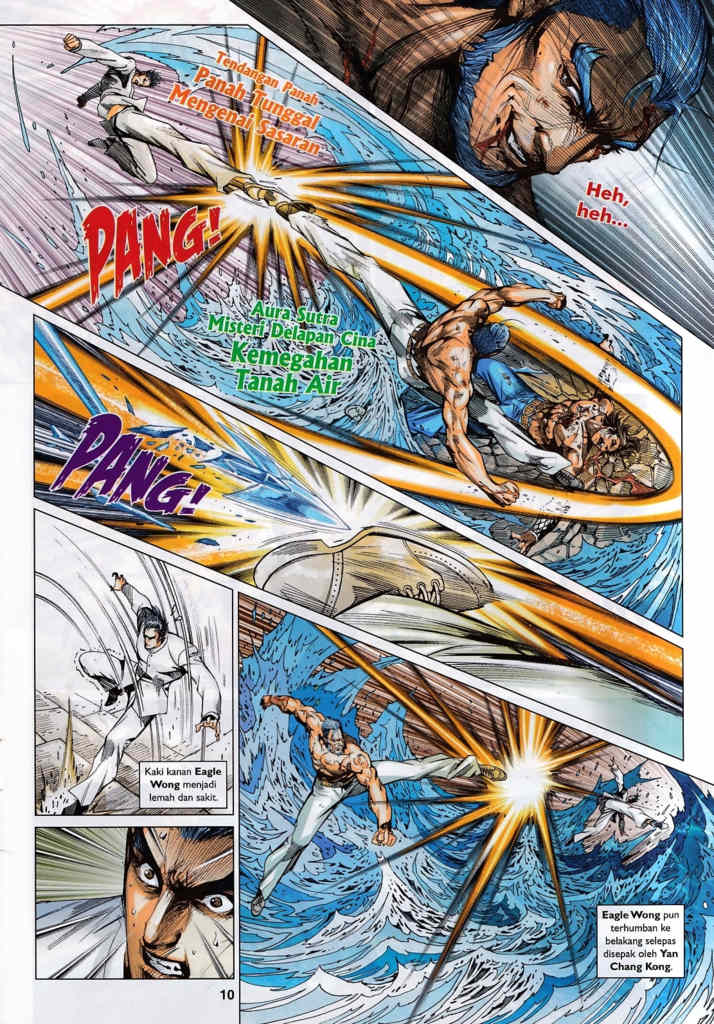 Tendangan Panah
Panah Tunggal
Mengenai Sasaran
Heh,
heh...
PANG!
Aura Sutra
Misteri Delapan Cina
Kemegahan
Tanah Air
PANG!
Kaki kanan Eagle
Wong menjadi
lemah dan sakit.
Eagle Wong pun
terhumban ke
belakang selepas
disepak oleh Yan
Chang Kong.
10